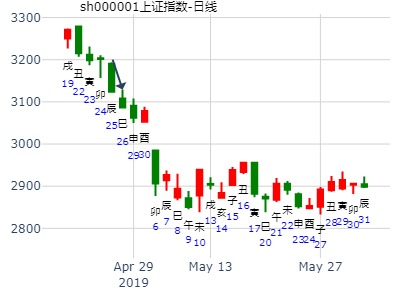 sh000001上证指数-日线
3300
3200
3100
3000
2900
2800
戌
19
丑
22
寅
23
卯
24
辰
25
巳
26
申
29
酉
30
卯
6
辰
7
巳
8
午
9
未
10
戌
13
亥
14
子
15
丑
16
寅
17
巳
20
午
21
未
22
申
23
酉
24
子
27
丑
28
寅
29
卯
30
辰
31
Apr 29
2019
May 13
May 27